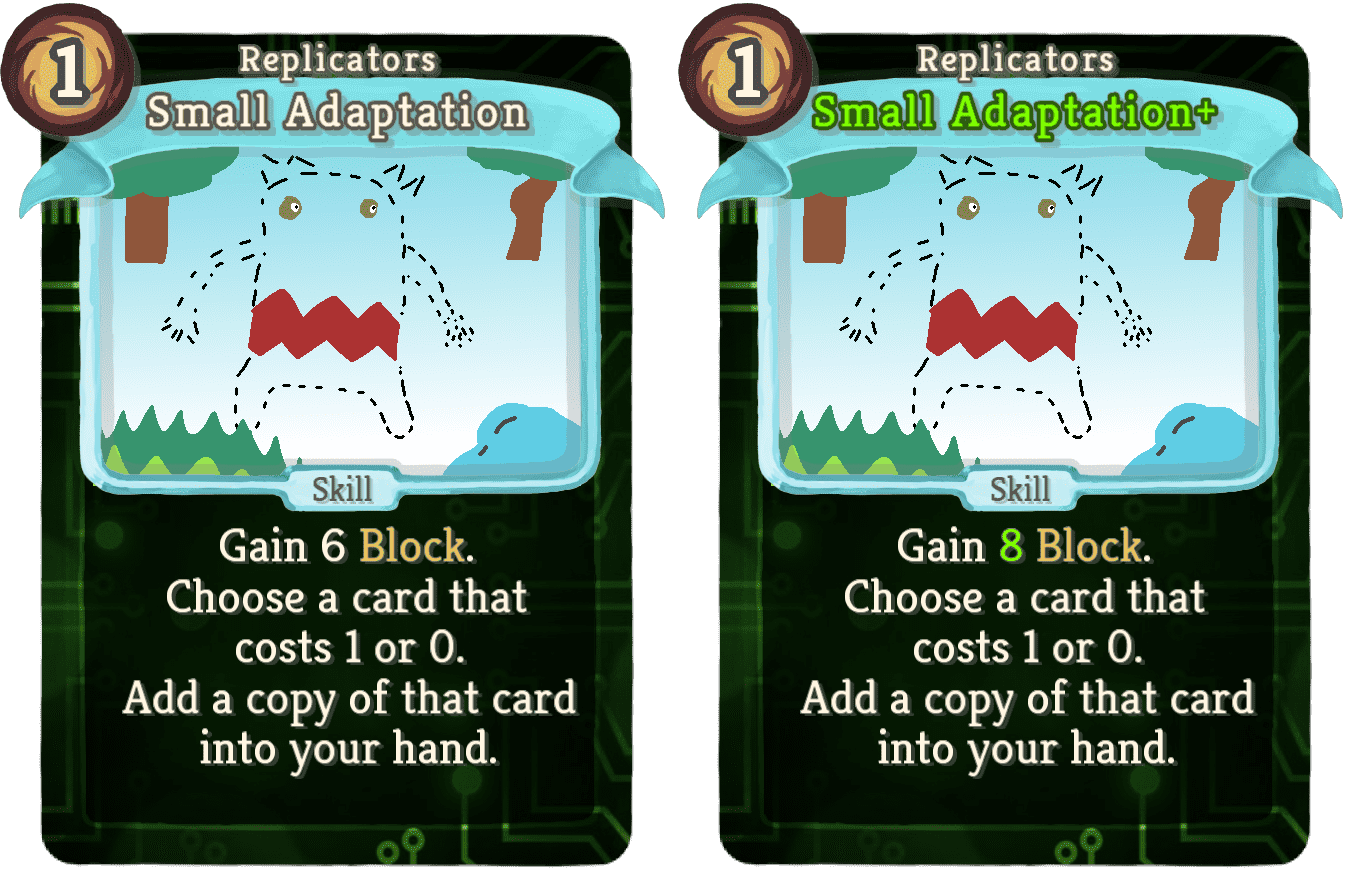 1
Replicators
Small Adaptation
Skill
Gain 6 Block.
Choose a card that
costs 1 or 0.
Add a copy of that card
into your hand.
1
Replicators
Small Adaptation+
Skill
Gain 8 Block.
Choose a card that
costs 1 or 0.
Add a copy of that card
into your hand.